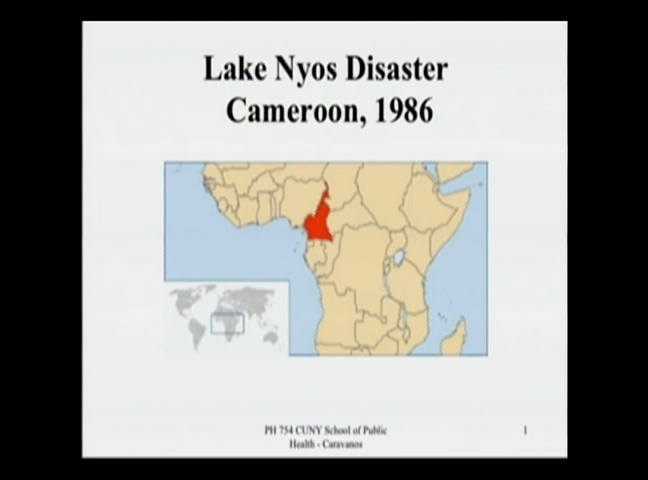 Lake Nyos Disaster
Cameroon, 1986
PH 754 CUNY School of Public
Health - Caravanos
1